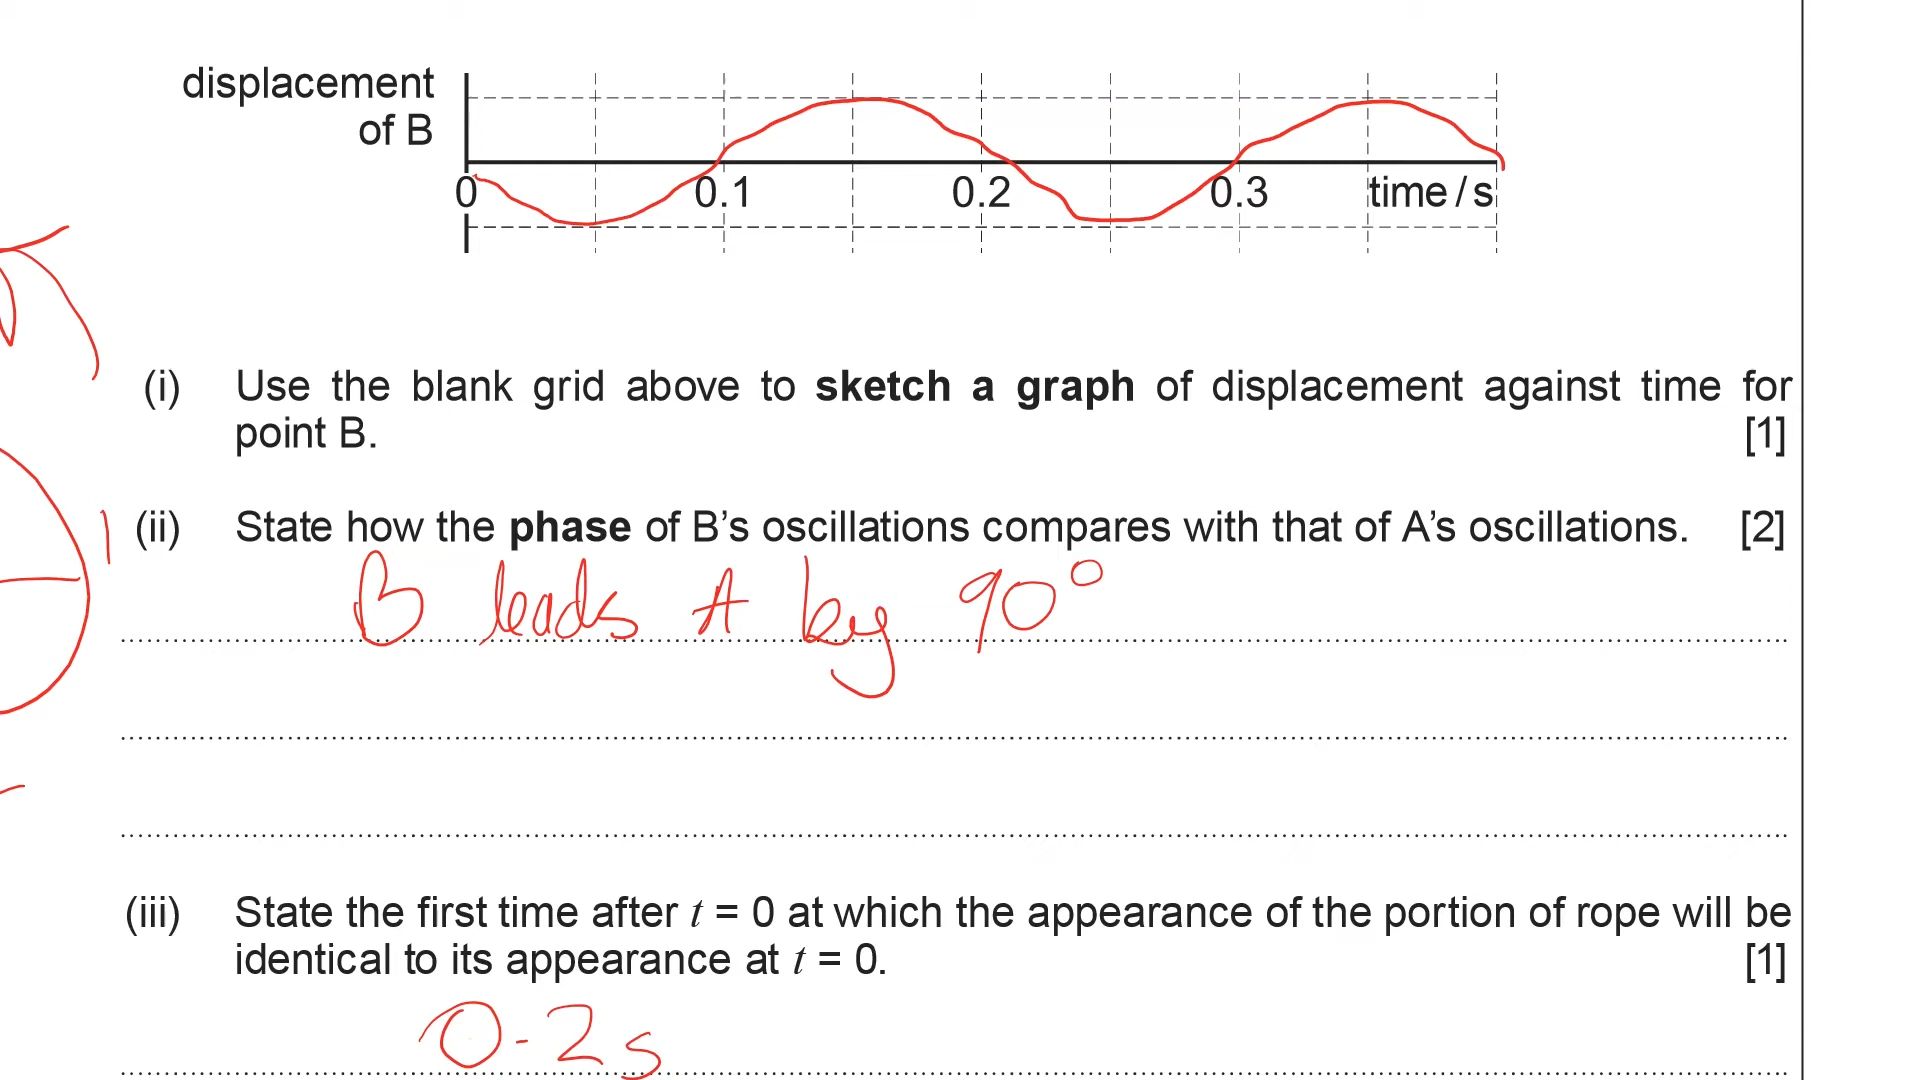 displacement
of B
0 0.1 0.2 0.3 time / s
(i) Use the blank grid above to sketch a graph of displacement against time for
point B. [1]
(ii) State how the phase of B’s oscillations compares with that of A’s oscillations. [2]
B leads A by 90°
(iii) State the first time after t = 0 at which the appearance of the portion of rope will be
identical to its appearance at t = 0. [1]
0.2s